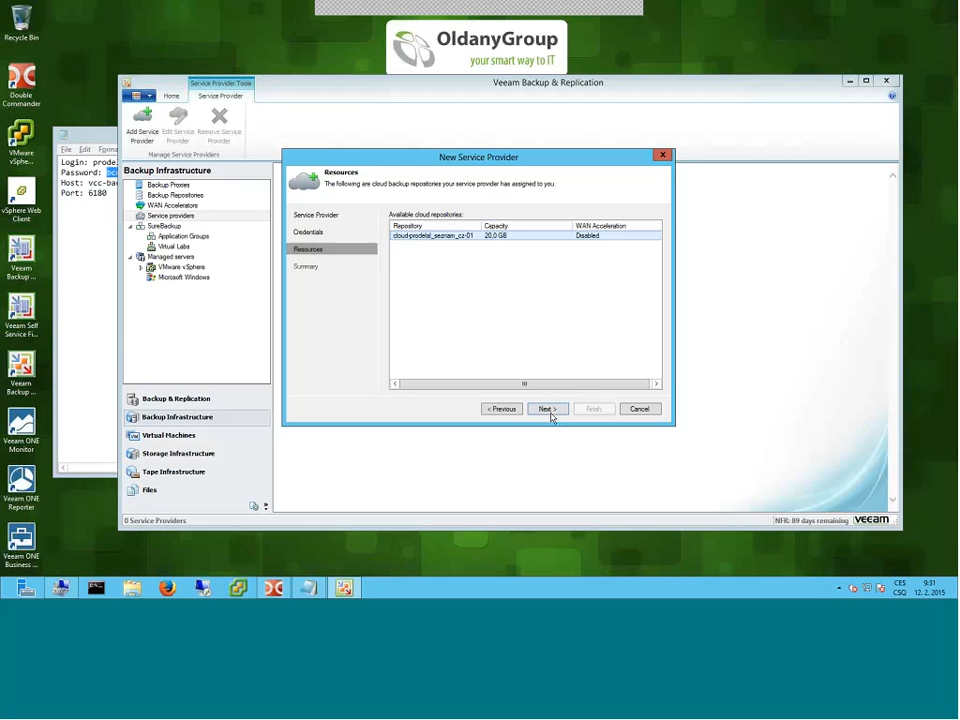 Recycle Bin
Double
Commander
VMware
vSphe...
vSphere Web
Client
Veeam
Backup ...
Veeam Self
Service Fi...
Veeam
Backup ...
Veeam ONE
Monitor
Veeam ONE
Reporter
Veeam ONE
Business ...
OldanyGroup
your smart way to IT
File Edit Forma
Login: prode
Password:
Host: vcc-ba
Port: 6180
Service Provider Tools
Veeam Backup & Replication
Home Service Provider
Add Service
Provider
Edit Service
Provider
Remove Service
Provider
Manage Service Providers
Backup Infrastructure
Backup Proxies
Backup Repositories
WAN Accelerators
Service providers
SureBackup
Application Groups
Virtual Labs
Managed servers
VMware vSphere
Microsoft Windows
Backup & Replication
Backup Infrastructure
Virtual Machines
Storage Infrastructure
Tape Infrastructure
Files
0 Service Providers
NFR: 89 days remaining
veeam
New Service Provider
Resources
The following are cloud backup repositories your service provider has assigned to you.
Service Provider
Credentials
Resources
Summary
Available cloud repositories:
Repository Capacity WAN Acceleration
cloud-prodelal_seznam_cz-01 20,0 GB Disabled
< Previous Next > Finish Cancel
CES 9:31
CSQ 12. 2. 2015